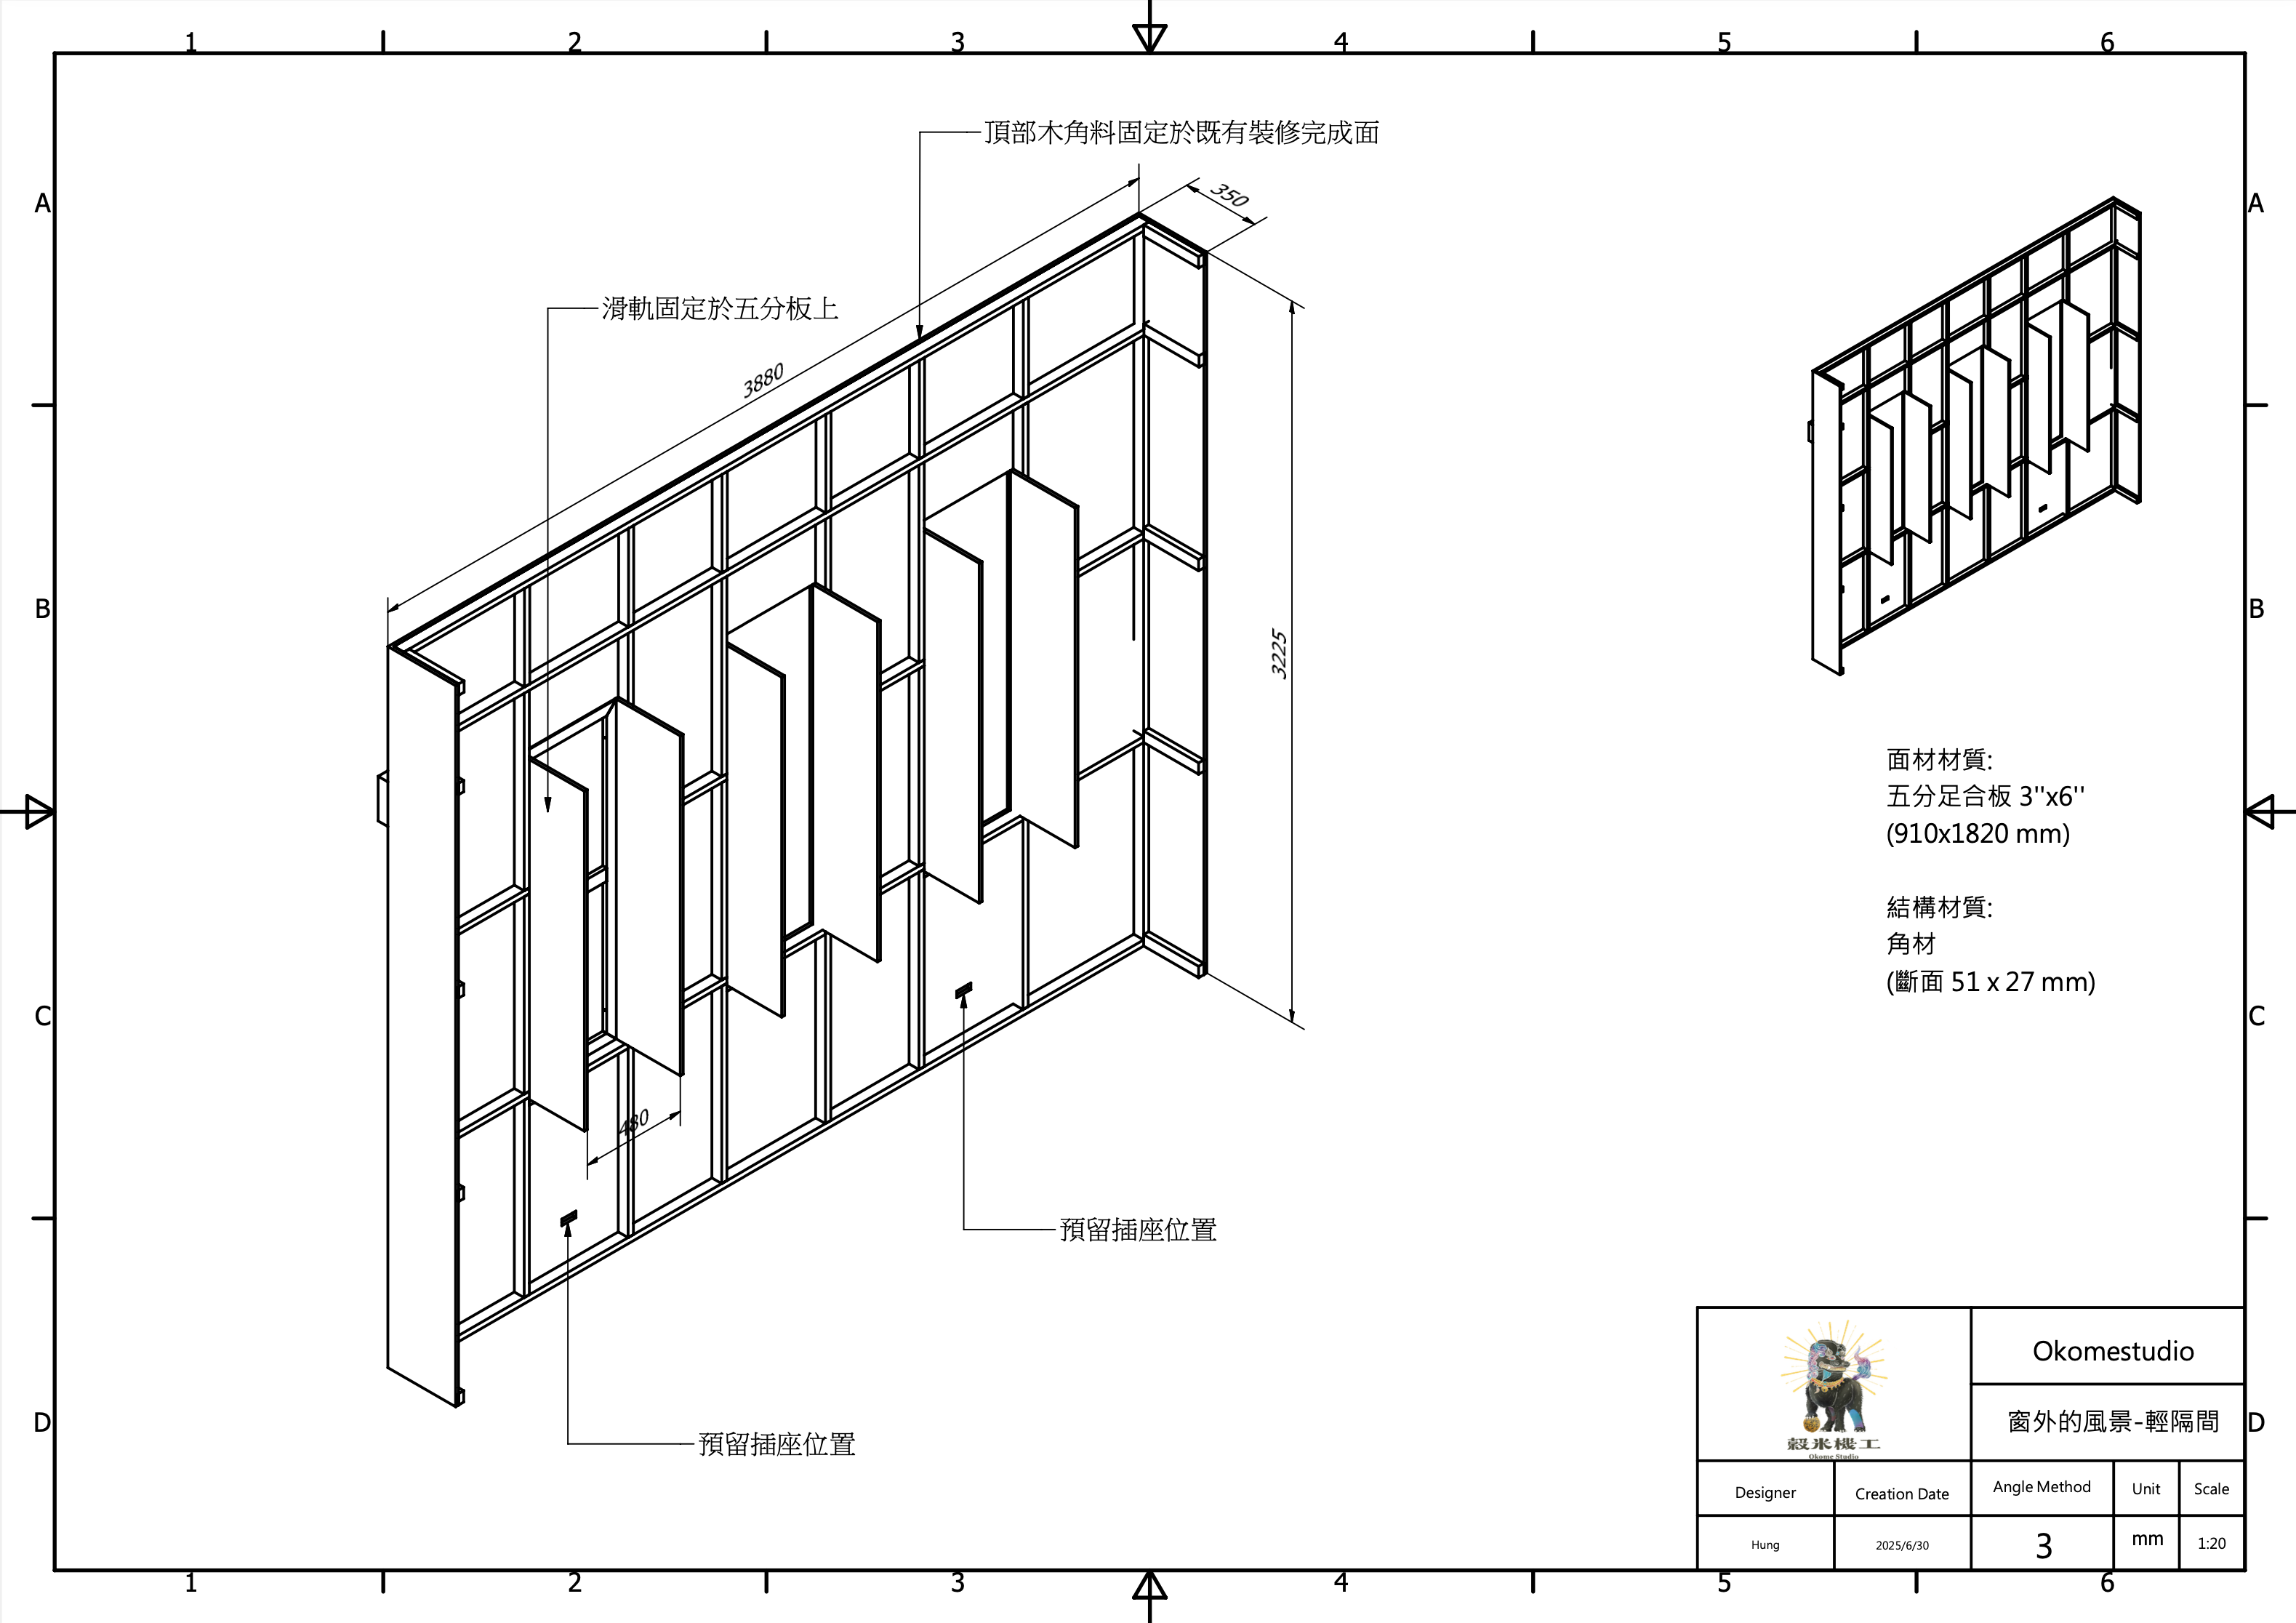 1 2 3 4 5 6
頂部木角料固定於既有裝修完成面
350
A A
滑軌固定於五分板上
3880
B B
3225
面材材質:
五分足合板 3''x6''
(910x1820 mm)
結構材質:
角材
(斷面 51 x 27 mm)
C C
480
預留插座位置
預留插座位置
D D
Okomestudio
窗外的風景-輕隔間
穀米機工
Okome Studio
Designer Creation Date Angle Method Unit Scale
Hung 2025/6/30 3 mm 1:20
1 2 3 4 5 6